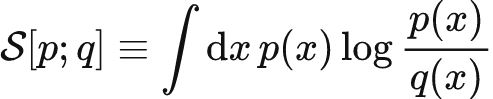 𝒮[p; q] ≡ ∫ dx p(x) log p(x)/q(x)